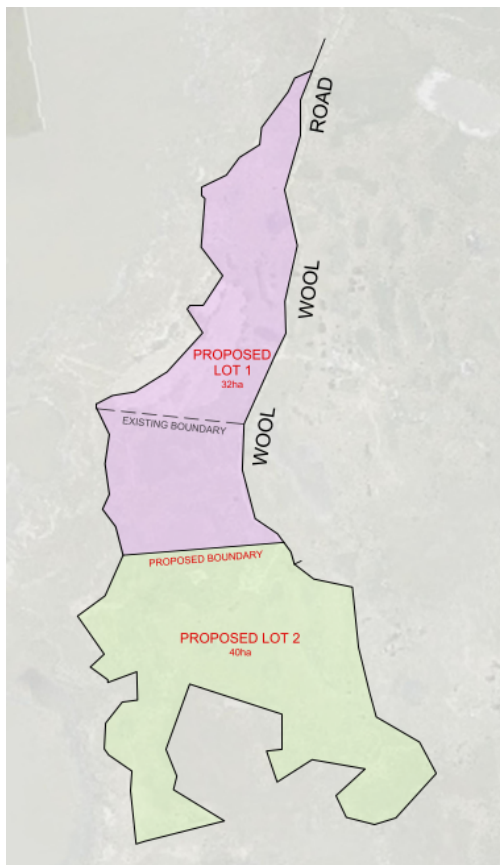 ROAD
WOOL
PROPOSED
LOT 1
32ha
EXISTING BOUNDARY
WOOL
PROPOSED BOUNDARY
PROPOSED LOT 2
40ha